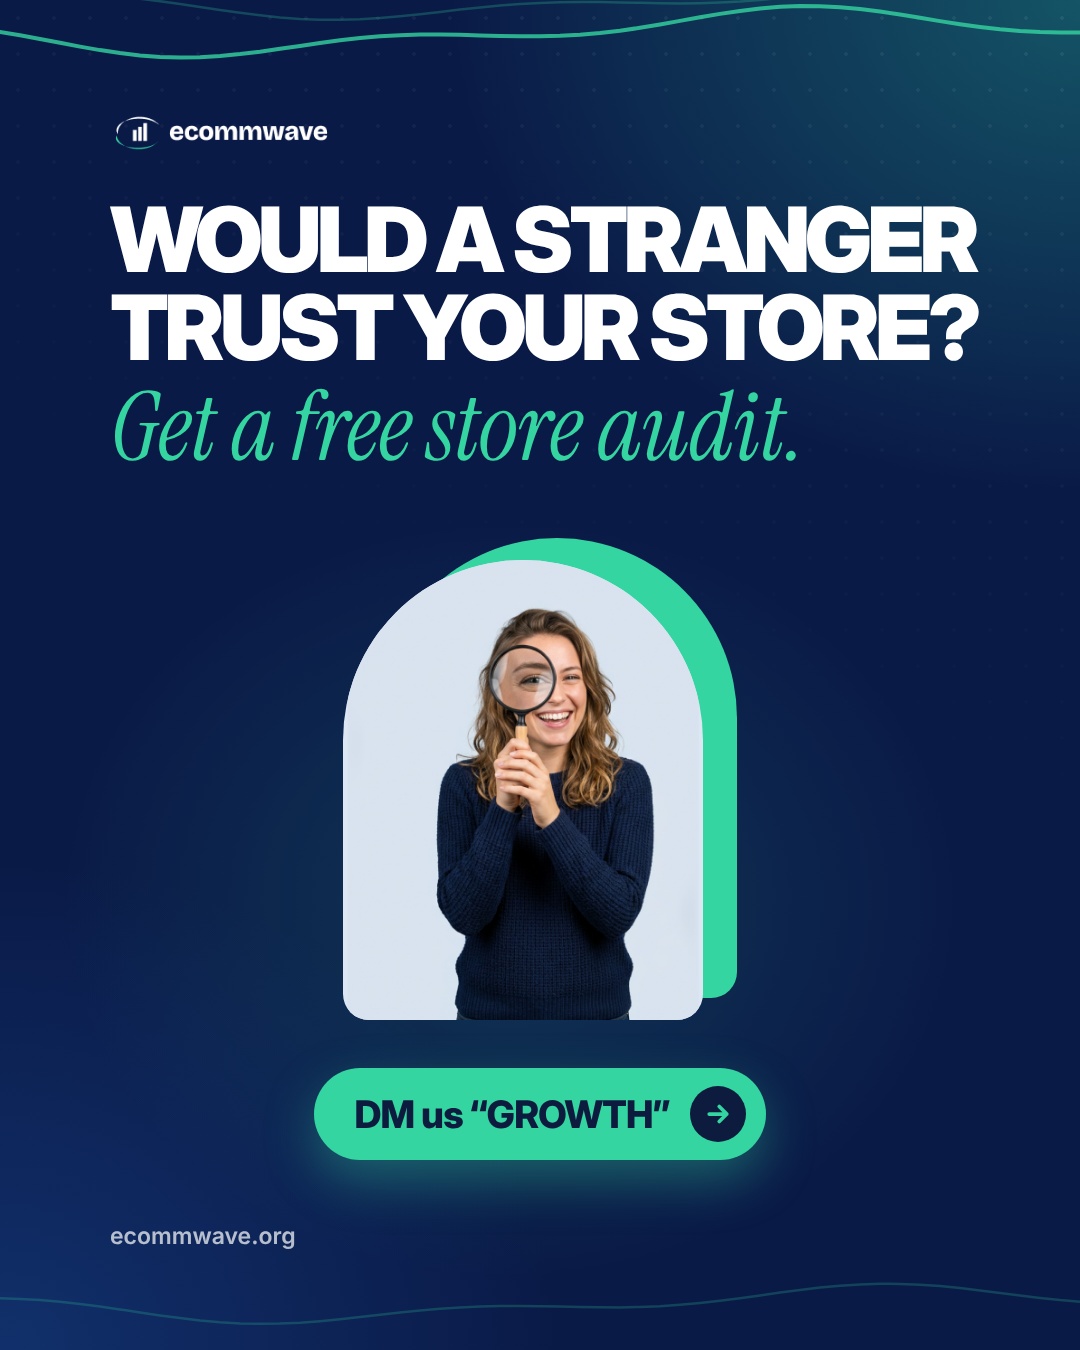 ecommwave
WOULD A STRANGER
TRUST YOUR STORE?
Get a free store audit.
DM us “GROWTH”
ecommwave.org